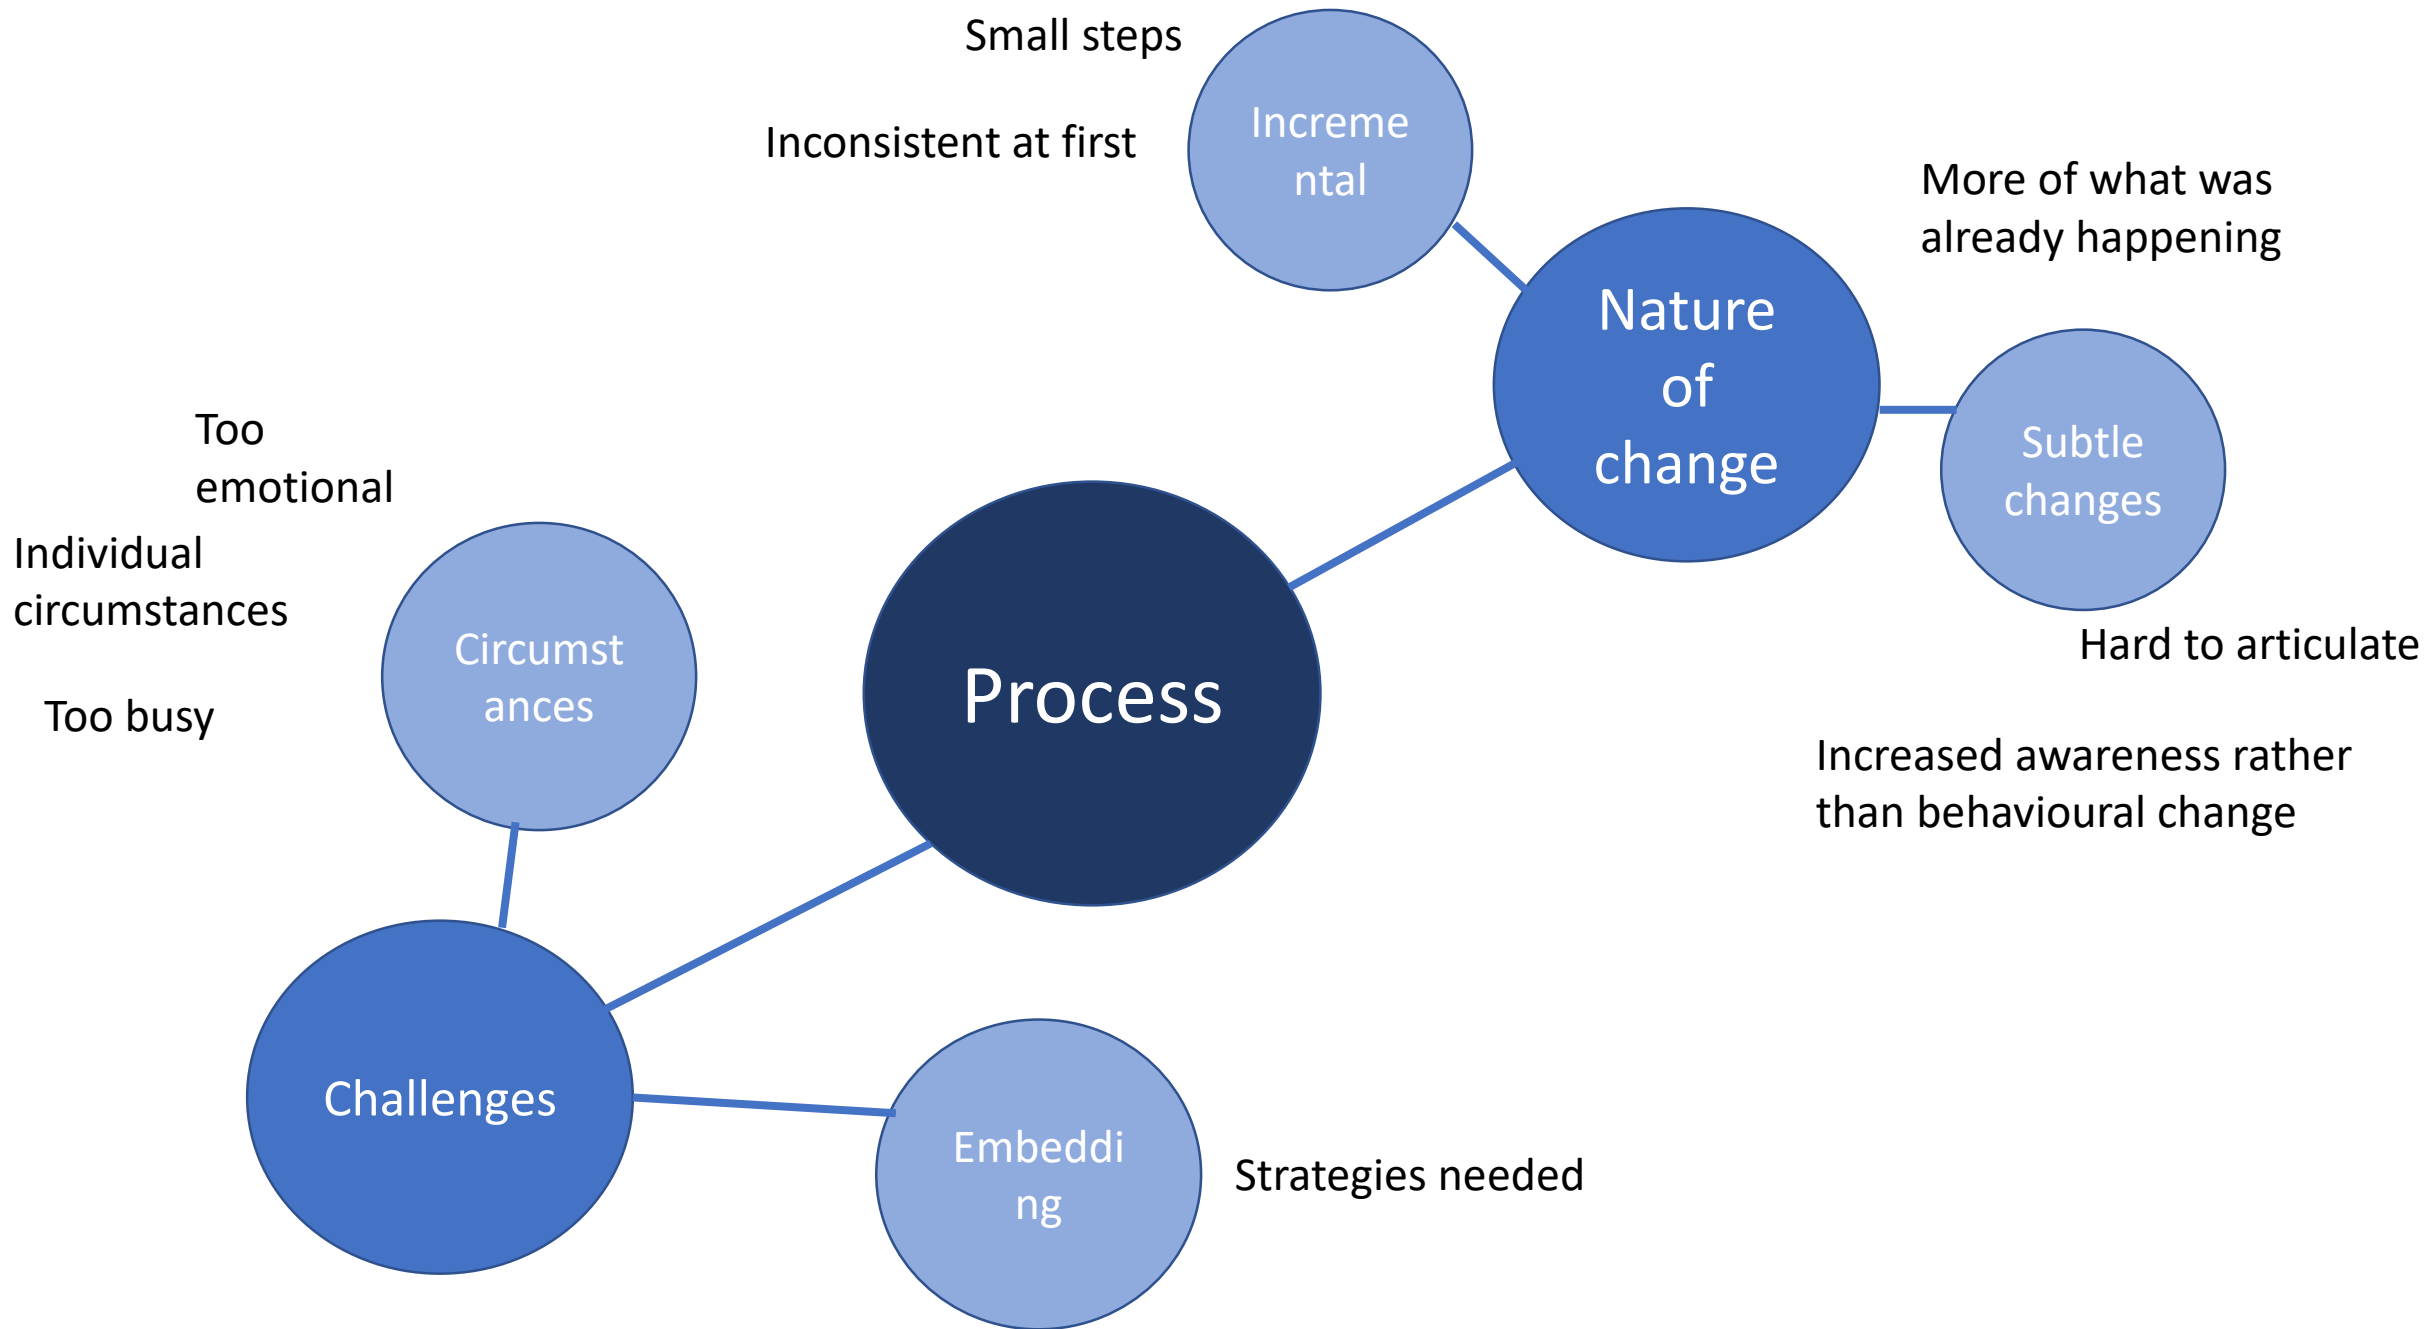 Small steps
Inconsistent at first
Increme
ntal
More of what was
already happening
Nature
of
change
Subtle
changes
Hard to articulate
Increased awareness rather
than behavioural change
Too
emotional
Individual
circumstances
Too busy
Circumst
ances
Process
Challenges
Embeddi
ng
Strategies needed